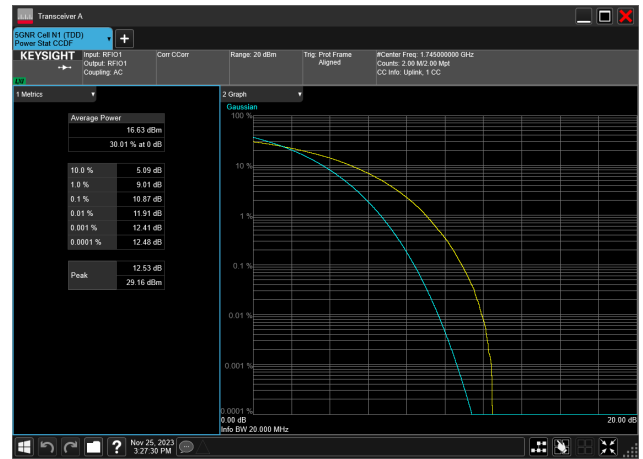 Transceiver A
5GNR Cell N1 (TDD)
Power Stat CCDF
KEYSIGHT
LXI
Input: RFIO1
Output: RFIO1
Coupling: AC
Corr CCorr
Range: 20 dBm
Trig: Prot Frame
Aligned
#Center Freq: 1.745000000 GHz
Counts: 2.00 M/2.00 Mpt
CC Info: Uplink, 1 CC
1 Metrics
Average Power
16.63 dBm
30.01 % at 0 dB
10.0 % 5.09 dB
1.0 % 9.01 dB
0.1 % 10.87 dB
0.01 % 11.91 dB
0.001 % 12.41 dB
0.0001 % 12.48 dB
Peak
12.53 dB
29.16 dBm
2 Graph
Gaussian
100 %
10 %
1 %
0.1 %
0.01 %
0.001 %
0.0001 %
0.00 dB
20.00 dB
Info BW 20.000 MHz
?
Nov 25, 2023
3:27:30 PM